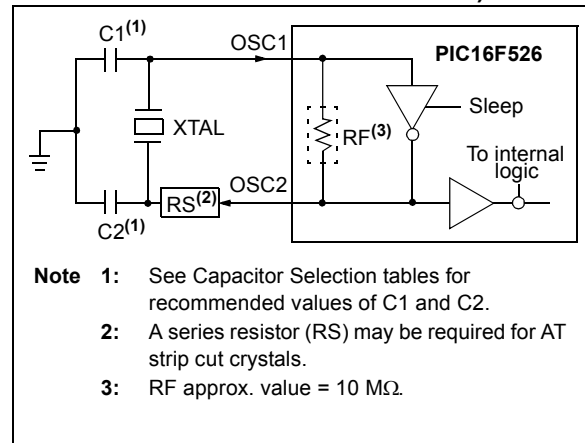 C1(1)
OSC1
PIC16F526
Sleep
XTAL
RF(3)
To internal
logic
OSC2
RS(2)
C2(1)
Note 1: See Capacitor Selection tables for
recommended values of C1 and C2.
2: A series resistor (RS) may be required for AT
strip cut crystals.
3: RF approx. value = 10 MΩ.